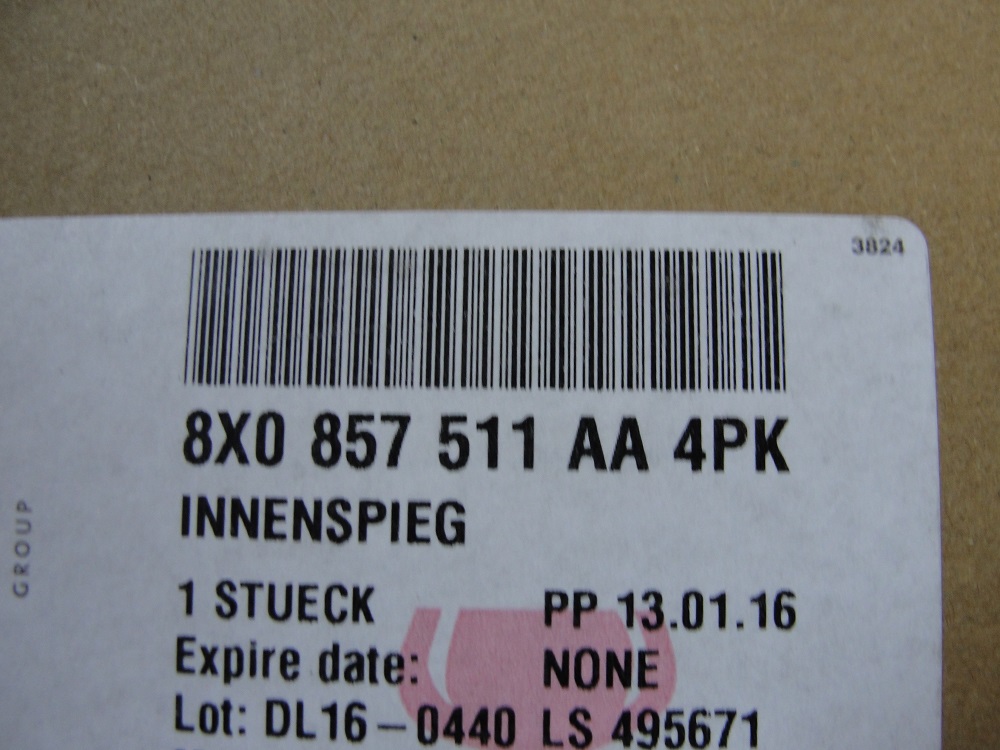 3824
8X0 857 511 AA 4PK
INNENSPIEG
GROUP
1 STUECK PP 13.01.16
Expire date: NONE
Lot: DL16-0440 LS 495671